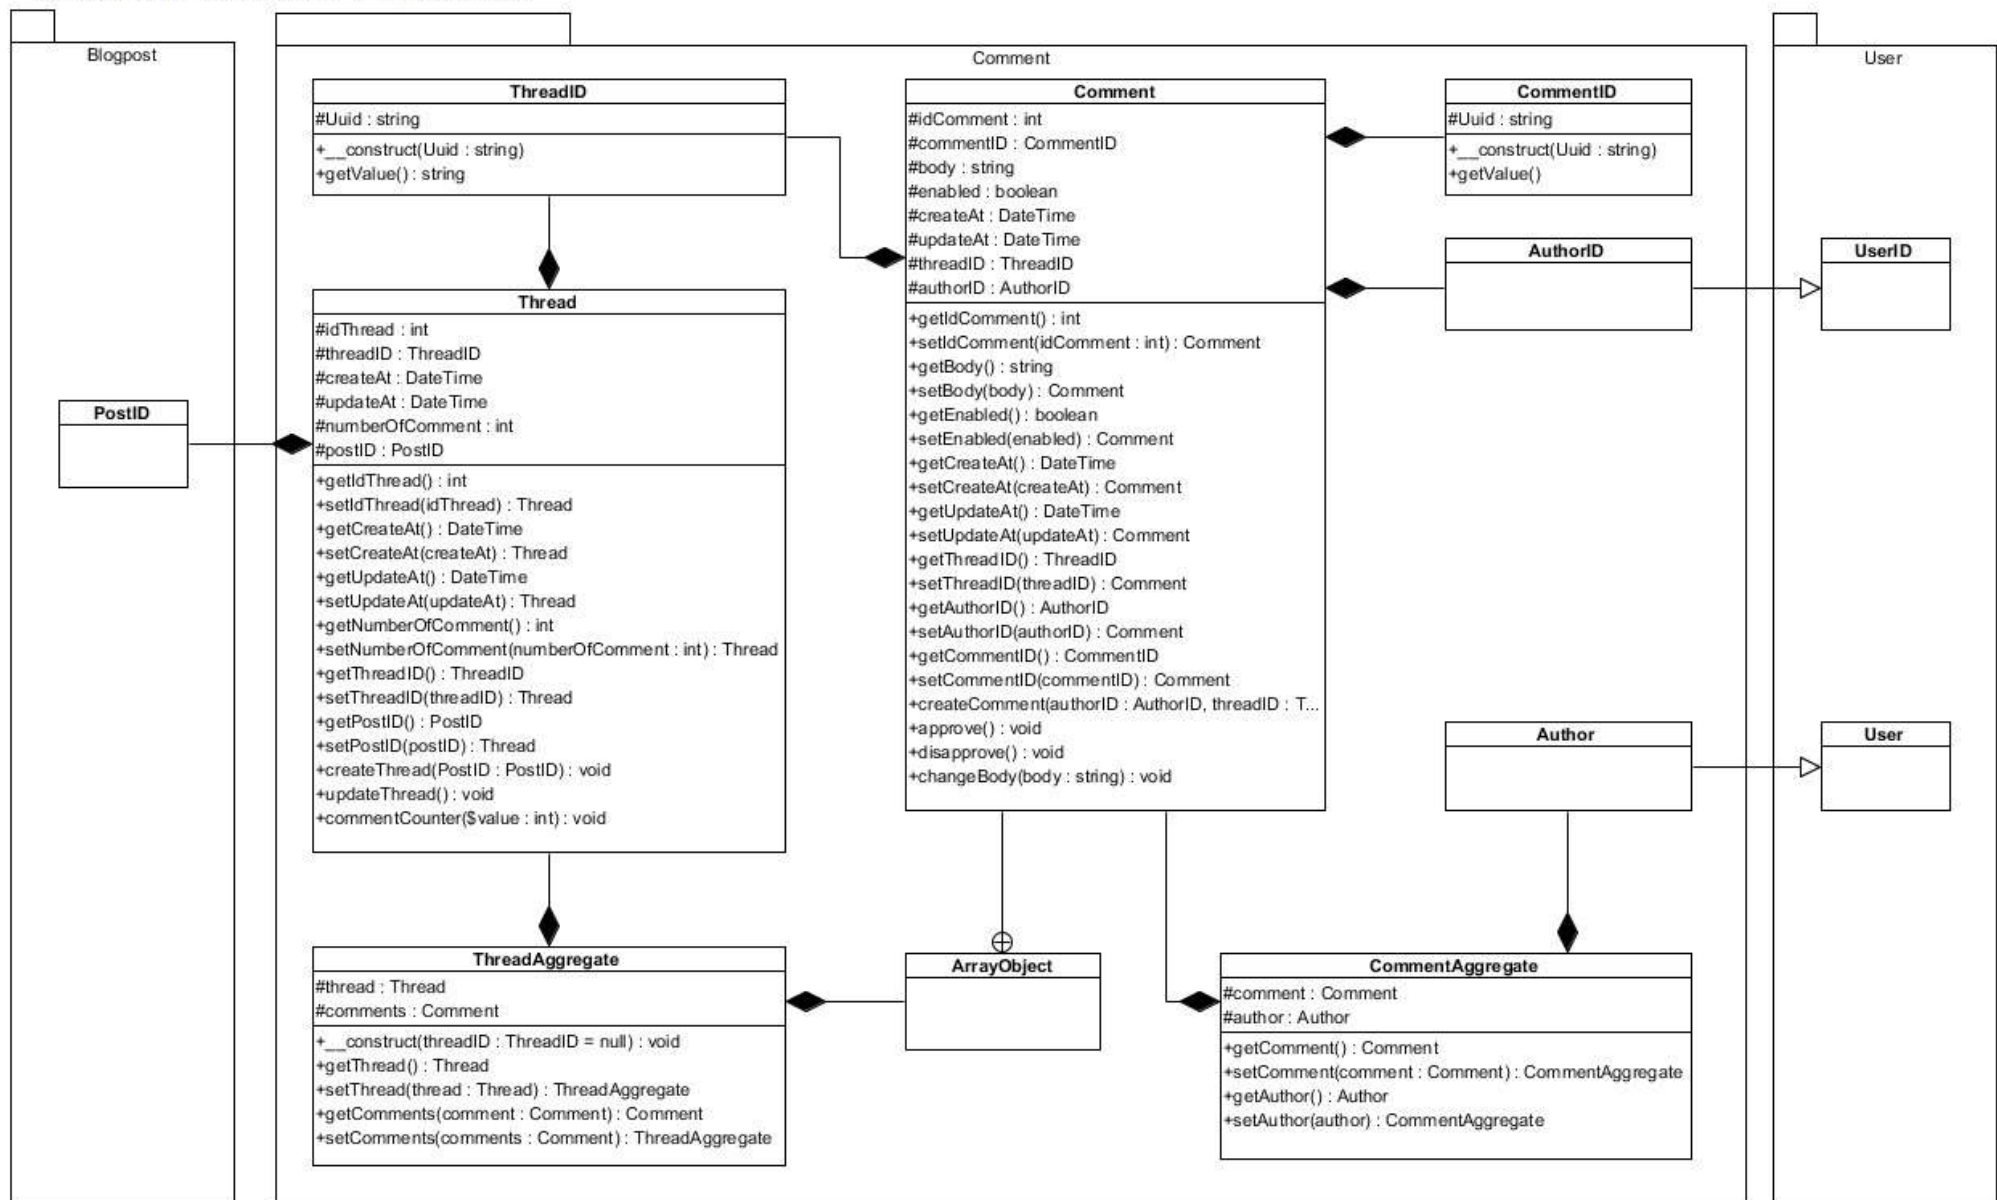 Blogpost
Comment
User
ThreadID
#Uuid : string
+__construct(Uuid : string)
+getValue() : string
Comment
#idComment : int
#commentID : CommentID
#body : string
#enabled : boolean
#createAt : DateTime
#updateAt : DateTime
#threadID : ThreadID
#authorID : AuthorID
+getIdComment() : int
+setIdComment(idComment : int) : Comment
+getBody() : string
+setBody(body) : Comment
+getEnabled() : boolean
+setEnabled(enabled) : Comment
+getCreateAt() : DateTime
+setCreateAt(createAt) : Comment
+getUpdateAt() : DateTime
+setUpdateAt(updateAt) : Comment
+getThreadID() : ThreadID
+setThreadID(threadID) : Comment
+getAuthorID() : AuthorID
+setAuthorID(authorID) : Comment
+getCommentID() : CommentID
+setCommentID(commentID) : Comment
+createComment(authorID : AuthorID, threadID : T...
+approve() : void
+disapprove() : void
+changeBody(body : string) : void
CommentID
#Uuid : string
+__construct(Uuid : string)
+getValue()
AuthorID
UserID
Thread
#idThread : int
#threadID : ThreadID
#createAt : DateTime
#updateAt : DateTime
#numberOfComment : int
#postID : PostID
+getIdThread() : int
+setIdThread(idThread) : Thread
+getCreateAt() : DateTime
+setCreateAt(createAt) : Thread
+getUpdateAt() : DateTime
+setUpdateAt(updateAt) : Thread
+getNumberOfComment() : int
+setNumberOfComment(numberOfComment : int) : Thread
+getThreadID() : ThreadID
+setThreadID(threadID) : Thread
+getPostID() : PostID
+setPostID(postID) : Thread
+createThread(PostID : PostID) : void
+updateThread() : void
+commentCounter($value : int) : void
PostID
Author
User
ThreadAggregate
#thread : Thread
#comments : Comment
+__construct(threadID : ThreadID = null) : void
+getThread() : Thread
+setThread(thread : Thread) : ThreadAggregate
+getComments(comment : Comment) : Comment
+setComments(comments : Comment) : ThreadAggregate
ArrayObject
CommentAggregate
#comment : Comment
#author : Author
+getComment() : Comment
+setComment(comment : Comment) : CommentAggregate
+getAuthor() : Author
+setAuthor(author) : CommentAggregate